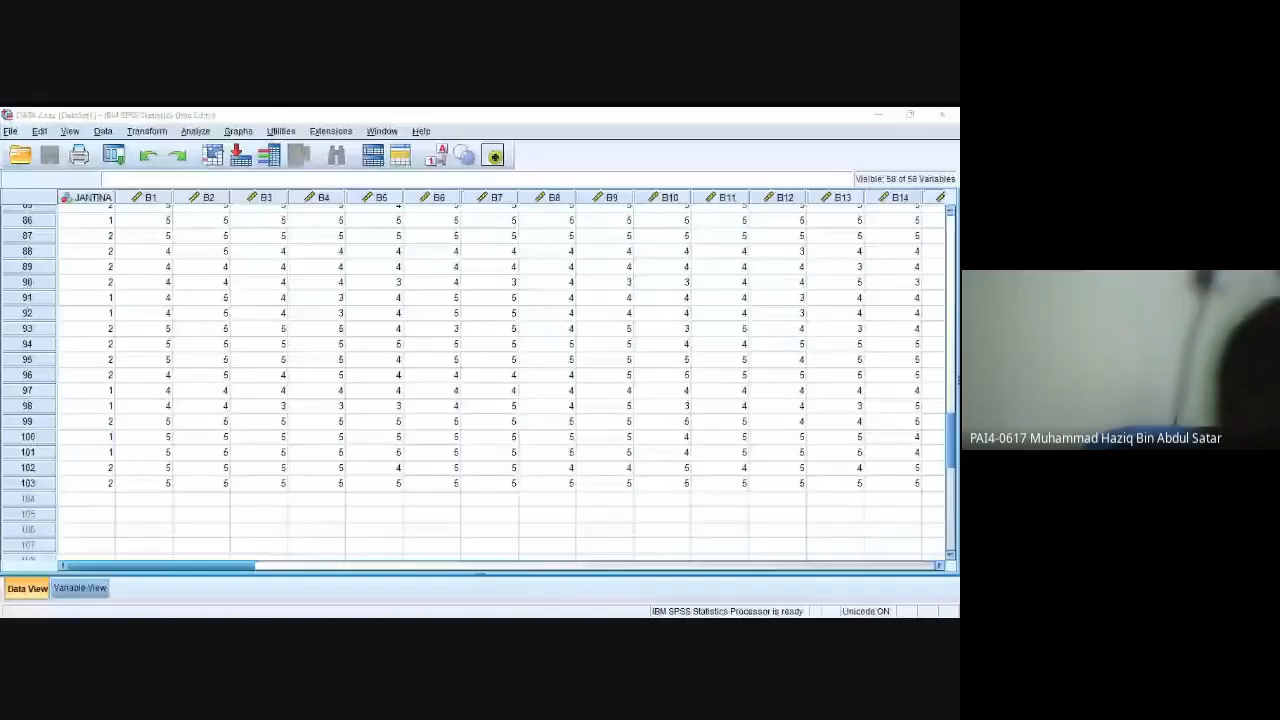 DATA 4.sav [DataSet1] - IBM SPSS Statistics Data Editor
File Edit View Data Transform Analyze Graphs Utilities Extensions Window Help
Visible: 58 of 58 Variables
JANTINA B1 B2 B3 B4 B5 B6 B7 B8 B9 B10 B11 B12 B13 B14
86 1 5 5 5 5 5 5 5 5 5 5 5 5 5 5
87 2 5 5 5 5 5 5 5 5 5 5 5 5 5 5
88 2 4 5 4 4 4 4 4 4 4 4 4 3 4 4
89 2 4 4 4 4 4 4 4 4 4 4 4 4 3 4
90 2 4 4 4 4 3 4 3 4 3 3 4 4 5 3
91 1 4 5 4 3 4 5 5 4 4 4 4 3 4 4
92 1 4 5 4 3 4 5 5 4 4 4 4 3 4 4
93 2 5 5 5 5 4 3 5 4 5 3 5 4 3 4
94 2 5 5 5 5 5 5 5 5 5 4 4 5 5 5
95 2 5 5 5 5 4 5 5 5 5 5 5 4 5 5
96 2 4 5 4 5 4 4 4 4 5 5 5 5 5 5
97 1 4 4 4 4 4 4 4 4 4 4 4 4 4 4
98 1 4 4 3 3 3 4 5 4 5 3 4 4 3 5
99 2 5 5 5 5 5 5 5 5 5 5 5 4 4 5
100 1 5 5 5 5 5 5 5 5 5 4 5 5 5 4
101 1 5 5 5 5 5 5 5 5 5 4 5 5 5 4
102 2 5 5 5 5 4 5 5 4 4 5 4 5 4 5
103 2 5 5 5 5 5 5 5 5 5 5 5 5 5 5
104
105
106
107
Data View Variable View
IBM SPSS Statistics Processor is ready Unicode:ON
PAI4-0617 Muhammad Haziq Bin Abdul Satar